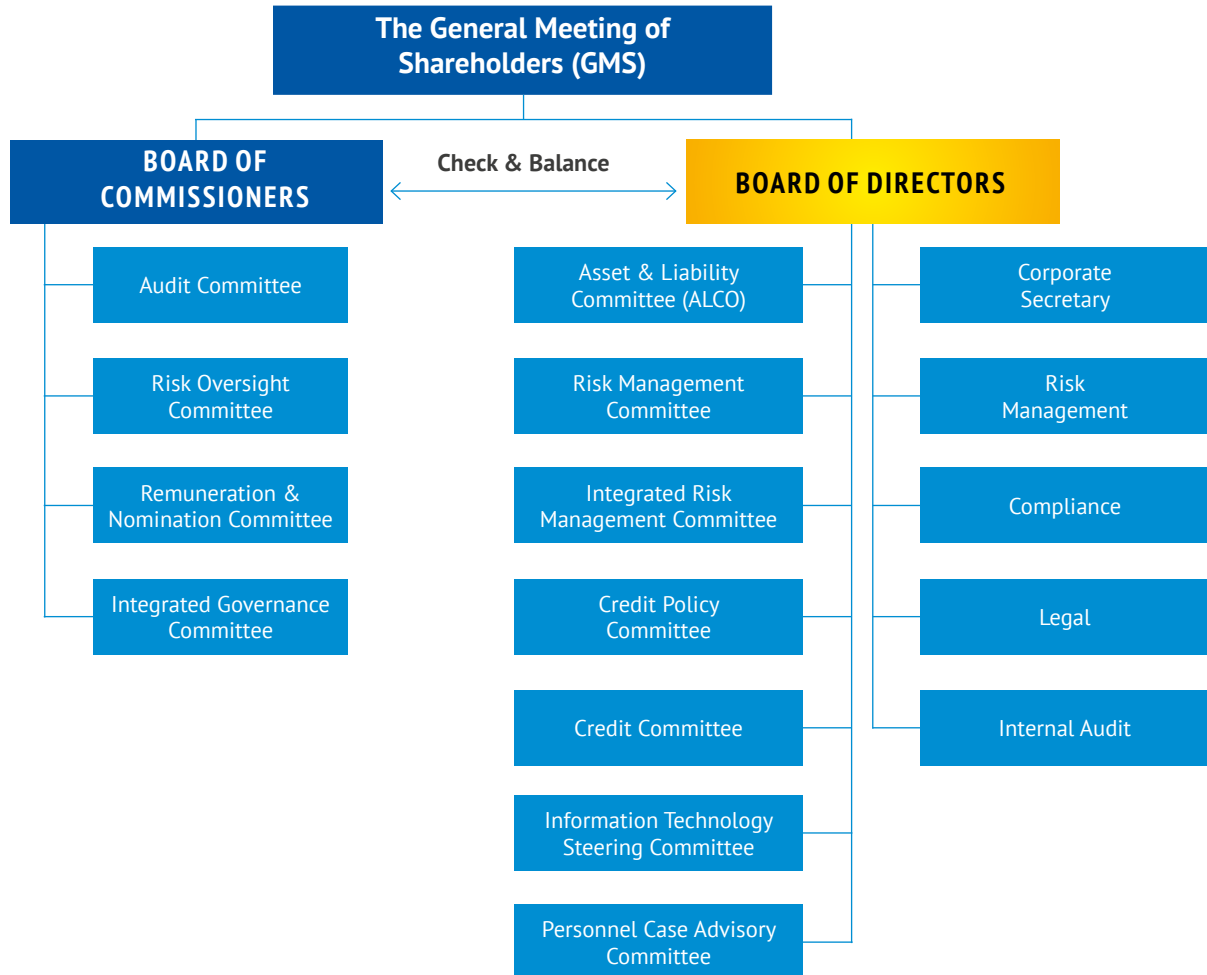 The General Meeting of
Shareholders (GMS)
BOARD OF
COMMISSIONERS
Check & Balance
BOARD OF DIRECTORS
Audit Committee
Risk Oversight
Committee
Remuneration &
Nomination Committee
Integrated Governance
Committee
Asset & Liability
Committee (ALCO)
Risk Management
Committee
Integrated Risk
Management Committee
Credit Policy
Committee
Credit Committee
Information Technology
Steering Committee
Personnel Case Advisory
Committee
Corporate
Secretary
Risk
Management
Compliance
Legal
Internal Audit